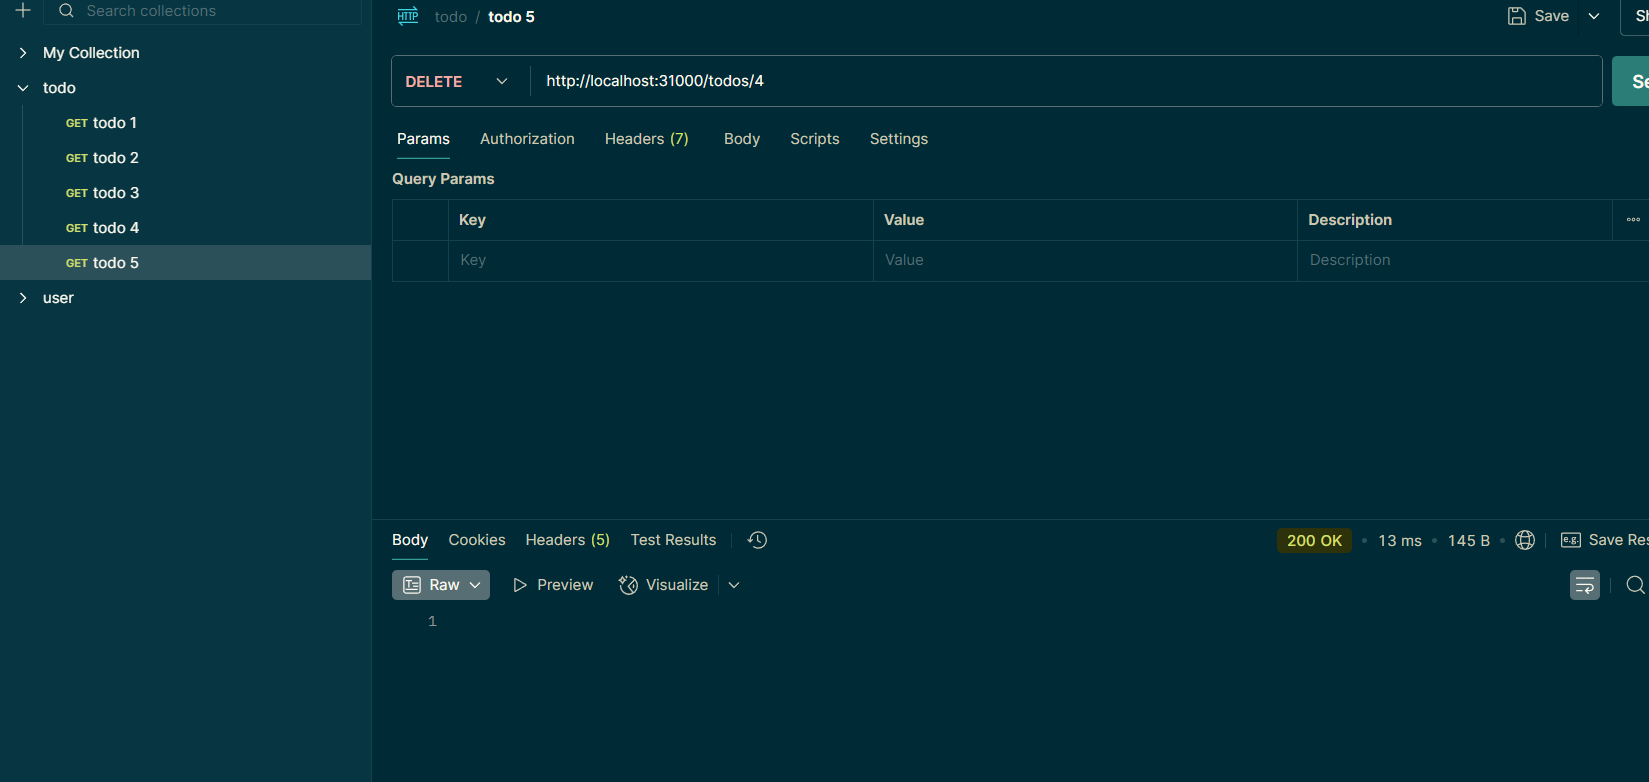 Search collections
My Collection
todo
GET todo 1
GET todo 2
GET todo 3
GET todo 4
GET todo 5
user
HTTP todo / todo 5
Save
DELETE http://localhost:31000/todos/4
Params Authorization Headers (7) Body Scripts Settings
Query Params
Key Value Description
Key Value Description
Body Cookies Headers (5) Test Results
200 OK • 13 ms • 145 B • e.g. Save Res
Raw Preview Visualize
1